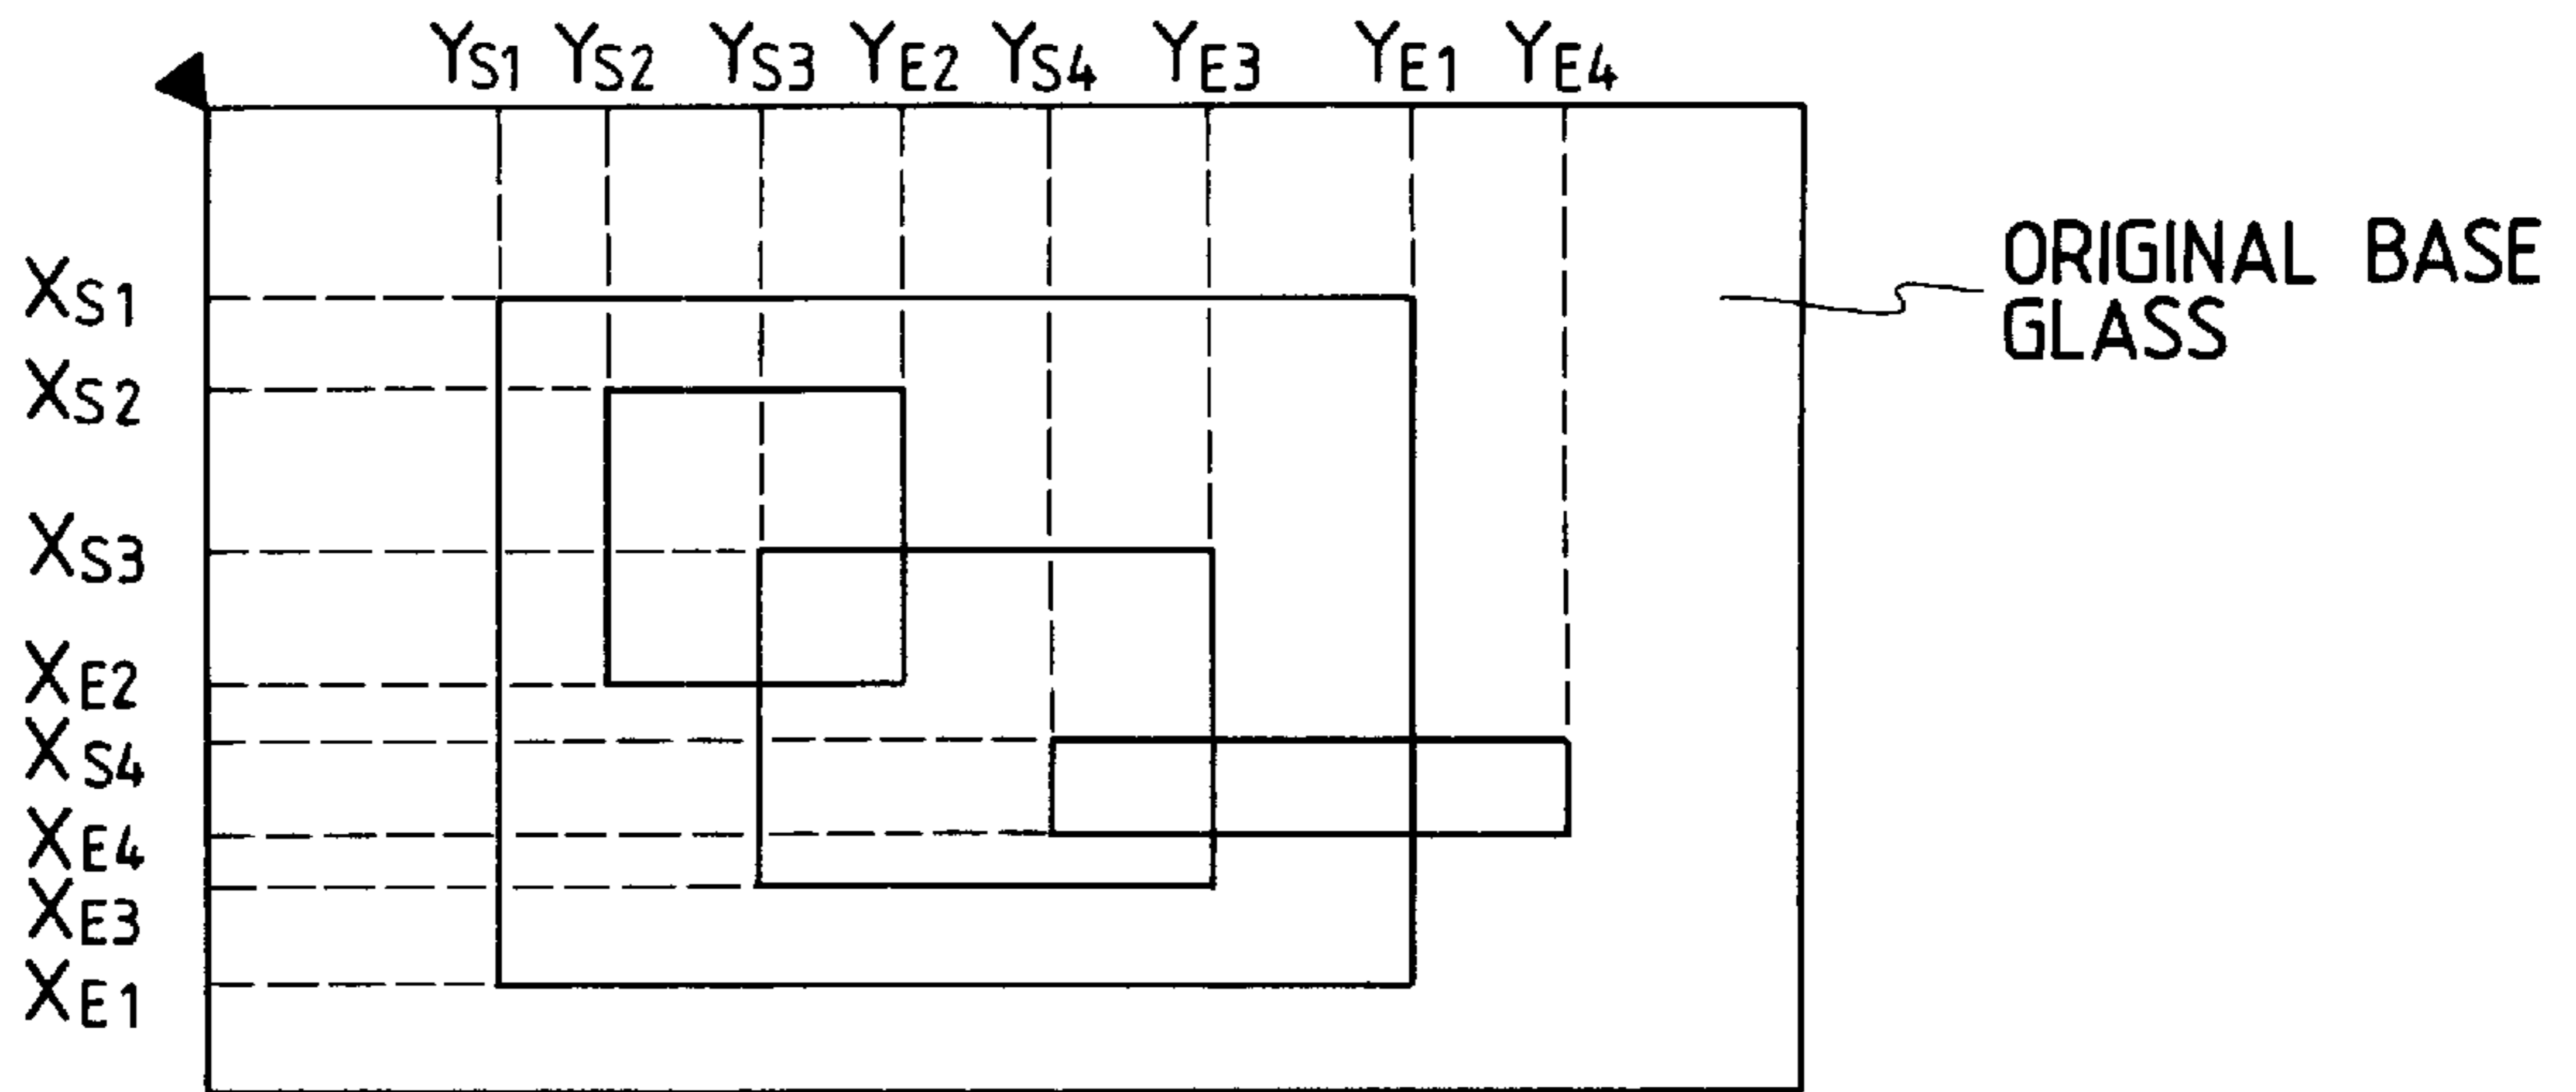 YS1 YS2 YS3 YE2 YS4 YE3 YE1 YE4
XS1
XS2
XS3
XE2
XS4
XE4
XE3
XE1
ORIGINAL BASE
GLASS